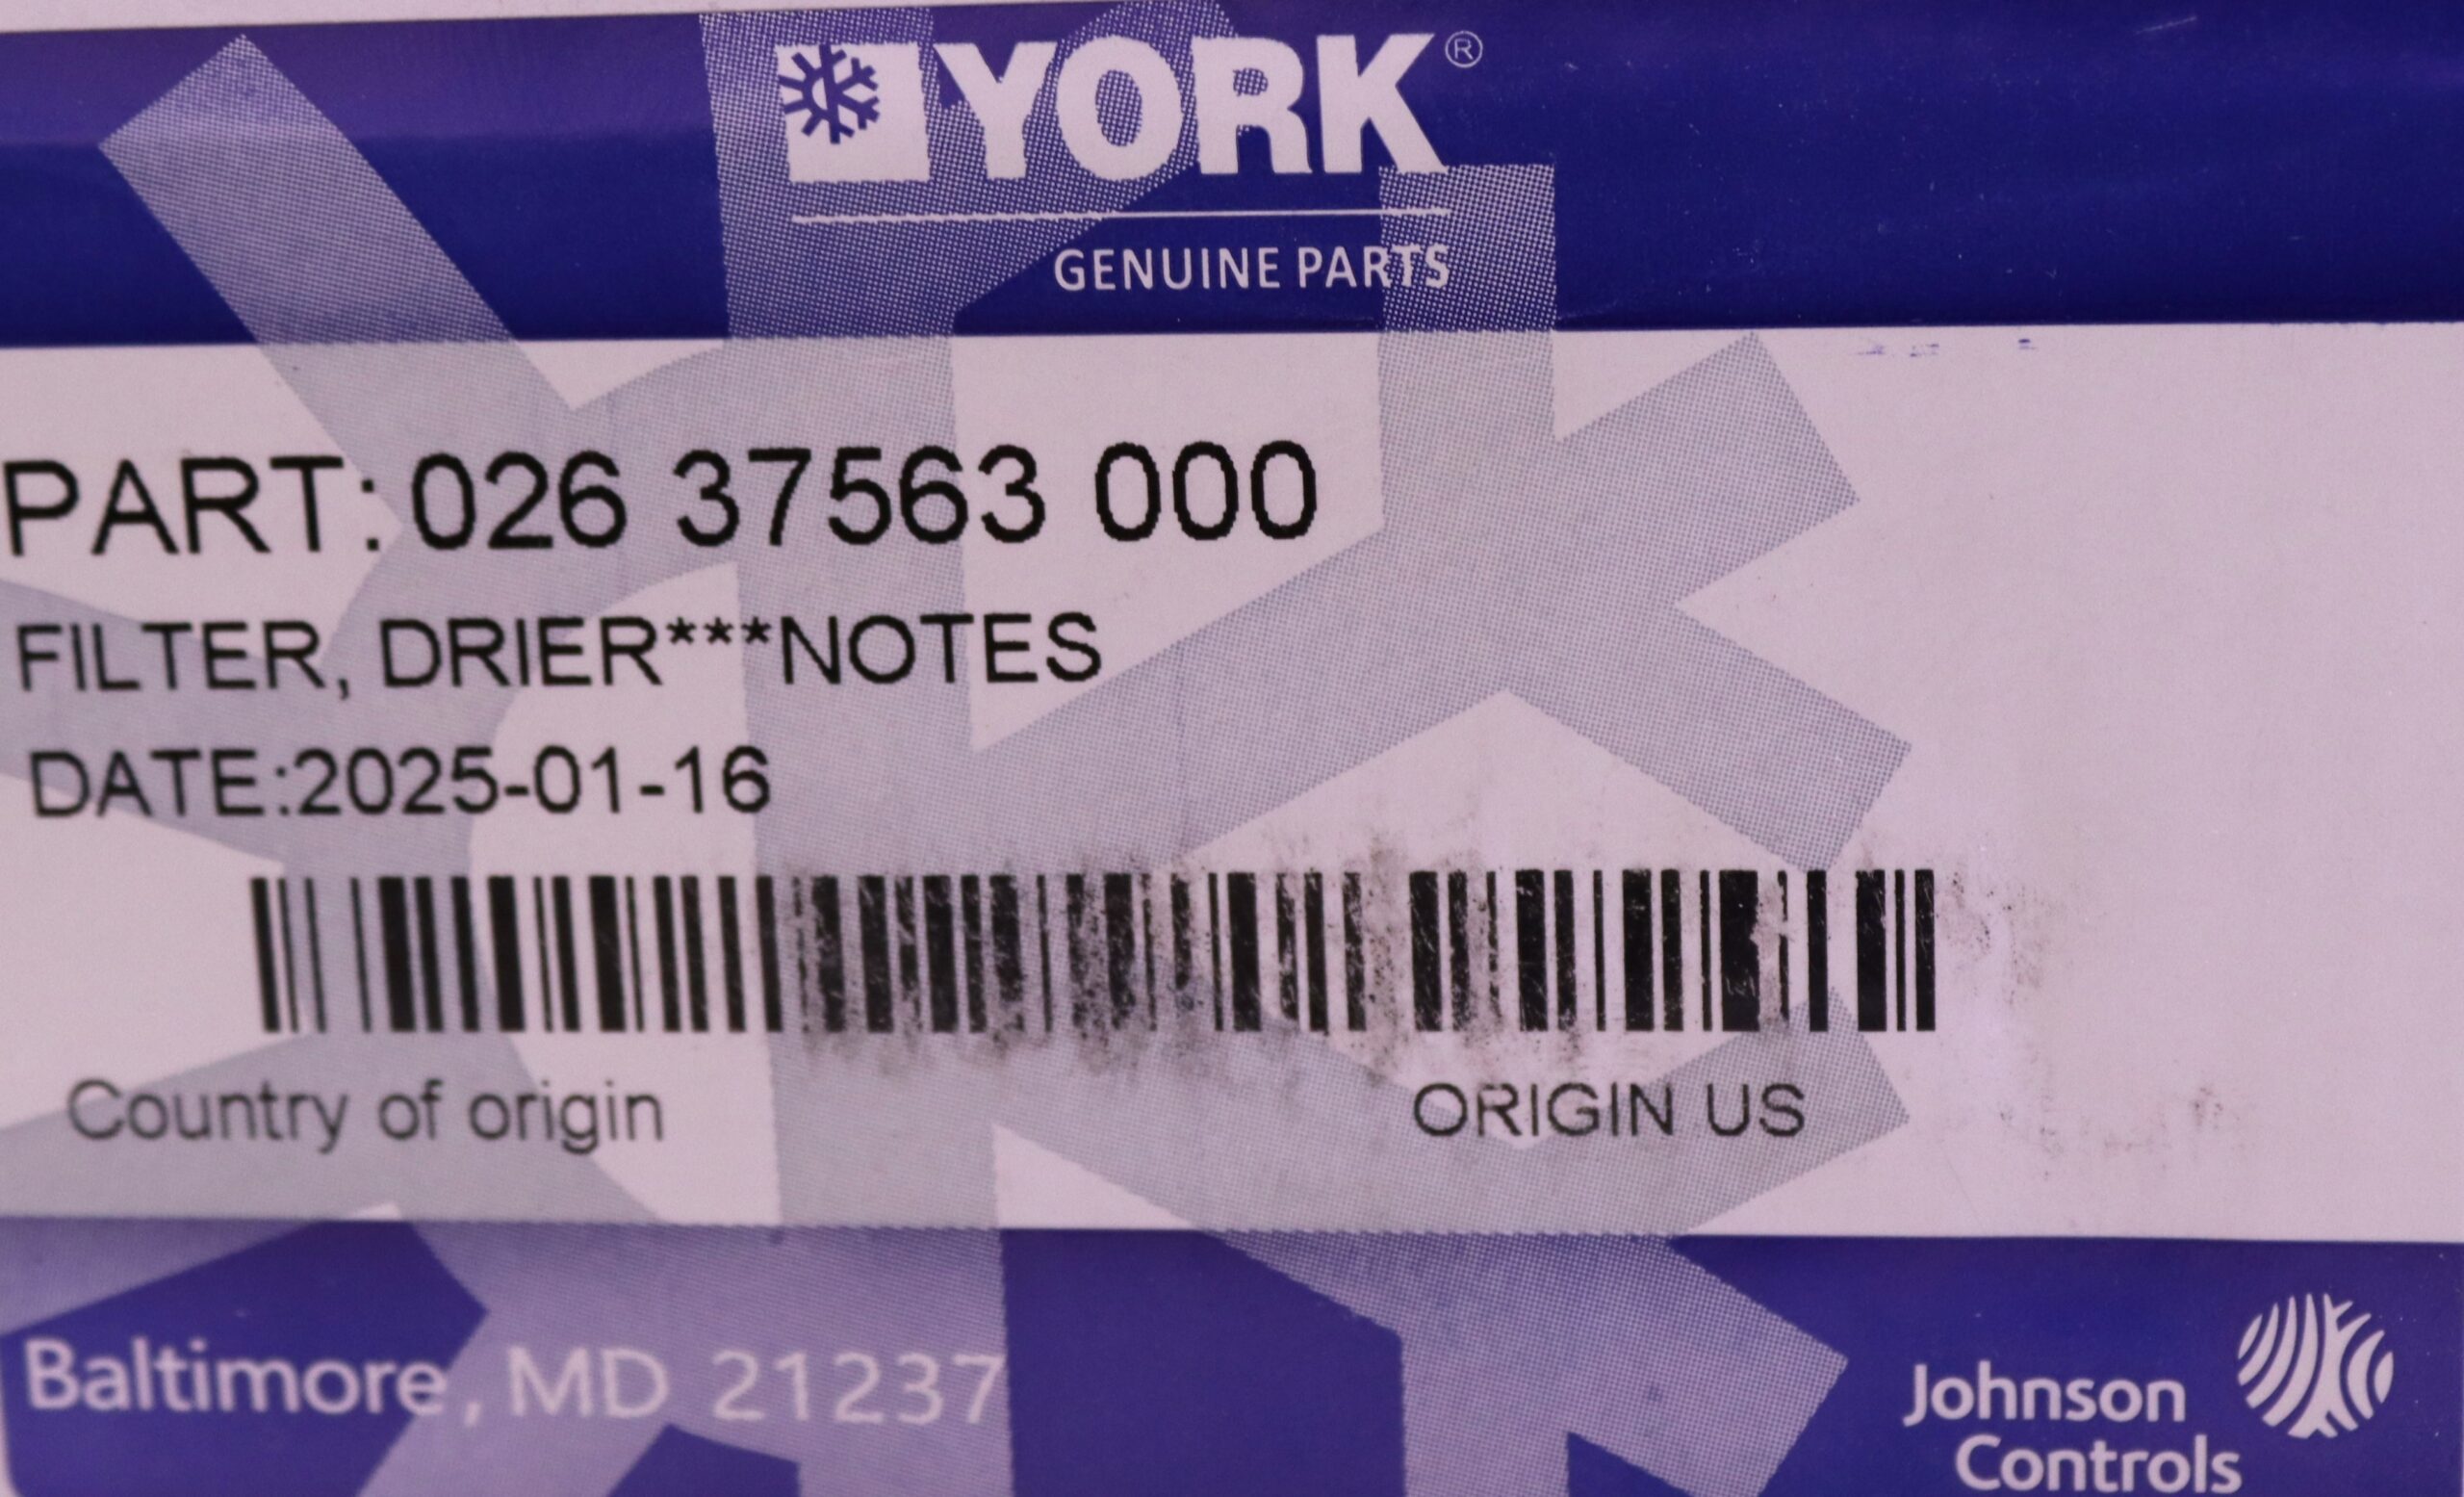 YORK®
GENUINE PARTS
PART: 026 37563 000
FILTER, DRIER***NOTES
DATE:2025-01-16
Country of origin ORIGIN US
Baltimore, MD 21237
Johnson
Controls